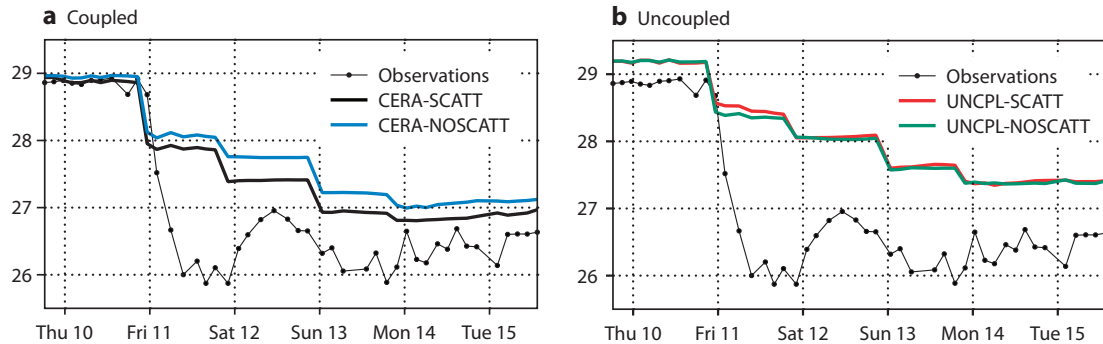 a Coupled
29
28
27
26
Observations
CERA-SCATT
CERA-NOSCATT
Thu 10 Fri 11 Sat 12 Sun 13 Mon 14 Tue 15
b Uncoupled
29
28
27
26
Observations
UNCPL-SCATT
UNCPL-NOSCATT
Thu 10 Fri 11 Sat 12 Sun 13 Mon 14 Tue 15